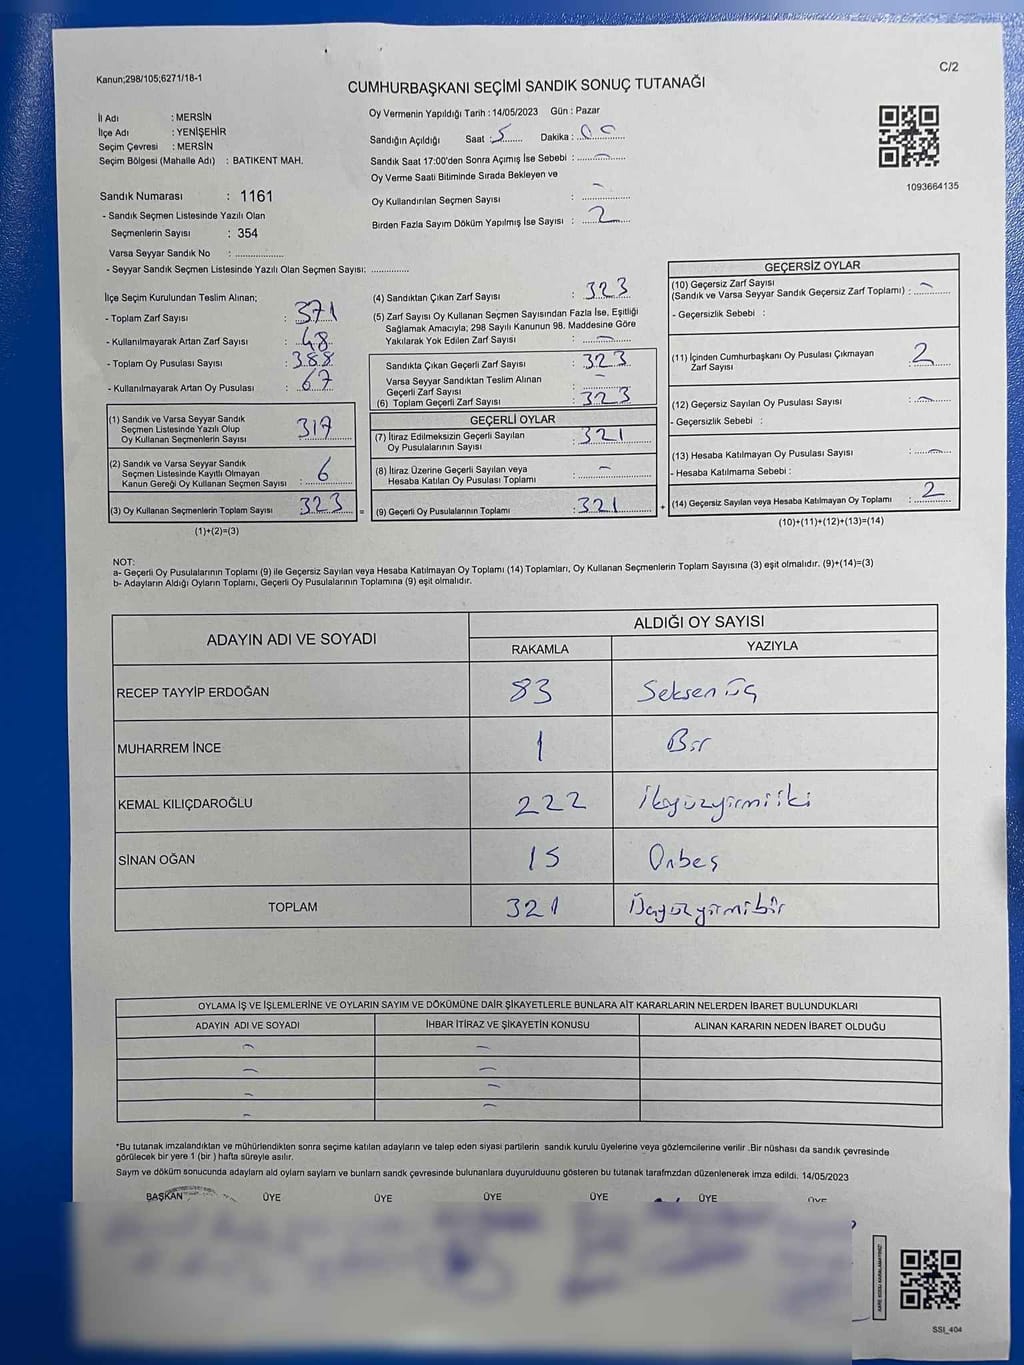 Kanun;298/105;6271/18-1
C/2
CUMHURBAŞKANI SEÇİMİ SANDIK SONUÇ TUTANAĞI
İl Adı : MERSİN
İlçe Adı : YENİŞEHİR
Seçim Çevresi : MERSİN
Seçim Bölgesi (Mahalle Adı) : BATIKENT MAH.
Oy Vermenin Yapıldığı Tarih : 14/05/2023 Gün : Pazar
Sandığın Açıldığı Saat : 5 Dakika : 00
Sandık Saat 17:00'den Sonra Açımış İse Sebebi : –
Oy Verme Saati Bitiminde Sırada Bekleyen ve
Oy Kullandırılan Seçmen Sayısı : –
Birden Fazla Sayım Döküm Yapılmış İse Sayısı : 2
1093664135
Sandık Numarası : 1161
- Sandık Seçmen Listesinde Yazılı Olan
Seçmenlerin Sayısı : 354
Varsa Seyyar Sandık No : ................
- Seyyar Sandık Seçmen Listesinde Yazılı Olan Seçmen Sayısı: .............
İlçe Seçim Kurulundan Teslim Alınan;
- Toplam Zarf Sayısı : 371
- Kullanılmayarak Artan Zarf Sayısı : 48
- Toplam Oy Pusulası Sayısı : 388
- Kullanılmayarak Artan Oy Pusulası : 67
(1) Sandık ve Varsa Seyyar Sandık
Seçmen Listesinde Yazılı Olup
Oy Kullanan Seçmenlerin Sayısı 317
(2) Sandık ve Varsa Seyyar Sandık
Seçmen Listesinde Kayıtlı Olmayan
Kanun Gereği Oy Kullanan Seçmen Sayısı : 6
(3) Oy Kullanan Seçmenlerin Toplam Sayısı : 323 =
(1)+(2)=(3)
(4) Sandıktan Çıkan Zarf Sayısı : 323
(5) Zarf Sayısı Oy Kullanan Seçmen Sayısından Fazla İse, Eşitliği
Sağlamak Amacıyla; 298 Sayılı Kanunun 98. Maddesine Göre
Yakılarak Yok Edilen Zarf Sayısı : –
Sandıkta Çıkan Geçerli Zarf Sayısı : 323
Varsa Seyyar Sandıktan Teslim Alınan
Geçerli Zarf Sayısı : –
(6) Toplam Geçerli Zarf Sayısı : 323
GEÇERLİ OYLAR
(7) İtiraz Edilmeksizin Geçerli Sayılan
Oy Pusulalarının Sayısı : 321
(8) İtiraz Üzerine Geçerli Sayılan veya
Hesaba Katılan Oy Pusulası Toplamı : –
(9) Geçerli Oy Pusulalarının Toplamı : 321 +
GEÇERSİZ OYLAR
(10) Geçersiz Zarf Sayısı
(Sandık ve Varsa Seyyar Sandık Geçersiz Zarf Toplamı) : –
- Geçersizlik Sebebi :
(11) İçinden Cumhurbaşkanı Oy Pusulası Çıkmayan
Zarf Sayısı : 2
(12) Geçersiz Sayılan Oy Pusulası Sayısı : –
- Geçersizlik Sebebi :
(13) Hesaba Katılmayan Oy Pusulası Sayısı : –
- Hesaba Katılmama Sebebi :
(14) Geçersiz Sayılan veya Hesaba Katılmayan Oy Toplamı : 2
(10)+(11)+(12)+(13)=(14)
NOT:
a- Geçerli Oy Pusulalarının Toplamı (9) ile Geçersiz Sayılan veya Hesaba Katılmayan Oy Toplamı (14) Toplamları, Oy Kullanan Seçmenlerin Toplam Sayısına (3) eşit olmalıdır. (9)+(14)=(3)
b- Adayların Aldığı Oyların Toplamı, Geçerli Oy Pusulalarının Toplamına (9) eşit olmalıdır.
ADAYIN ADI VE SOYADI ALDIĞI OY SAYISI
RAKAMLA YAZIYLA
RECEP TAYYİP ERDOĞAN 83 Seksen üç
MUHARREM İNCE 1 Bir
KEMAL KILIÇDAROĞLU 222 ikiyüzyirmiiki
SİNAN OĞAN 15 Onbeş
TOPLAM 321 Üçyüzyirmibir
OYLAMA İŞ VE İŞLEMLERİNE VE OYLARIN SAYIM VE DÖKÜMÜNE DAİR ŞİKAYETLERLE BUNLARA AİT KARARLARIN NELERDEN İBARET BULUNDUKLARI
ADAYIN ADI VE SOYADI İHBAR İTİRAZ VE ŞİKAYETİN KONUSU ALINAN KARARIN NEDEN İBARET OLDUĞU
– –
– –
– –
– –
*Bu tutanak imzalandıktan ve mühürlendikten sonra seçime katılan adayların ve talep eden siyasi partilerin sandık kurulu üyelerine veya gözlemcilerine verilir .Bir nüshası da sandık çevresinde
görülecek bir yere 1 (bir ) hafta süreyle asılır.
Sayım ve döküm sonucunda adayların ald oyların sayların ve bunların sandk çevresinde bulunanlara duyurulduunu gösteren bu tutanak tarafmzdan düzenlenerek imza edildi. 14/05/2023
BAŞKAN ÜYE ÜYE ÜYE ÜYE ÜYE ÜYE
KARE KODU KARALAMAYINIZ!
SSI_404